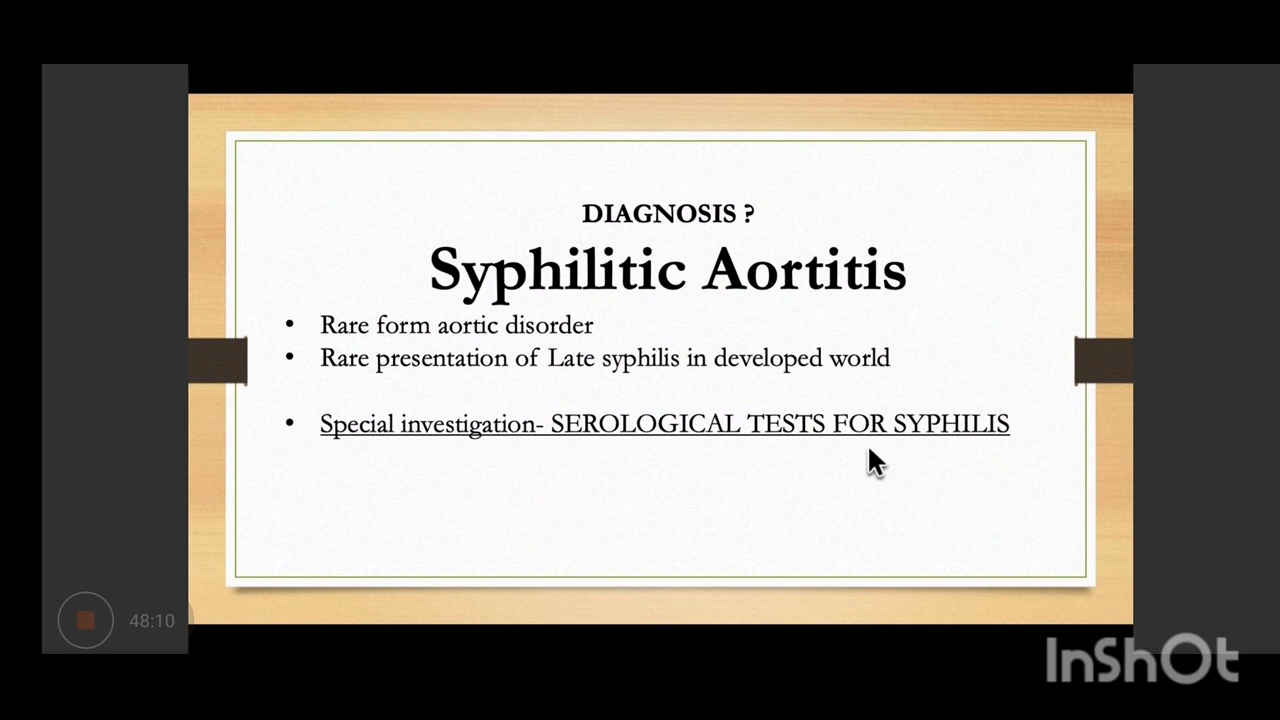 DIAGNOSIS ?
Syphilitic Aortitis
• Rare form aortic disorder
• Rare presentation of Late syphilis in developed world
• Special investigation- SEROLOGICAL TESTS FOR SYPHILIS
48:10
InShOt